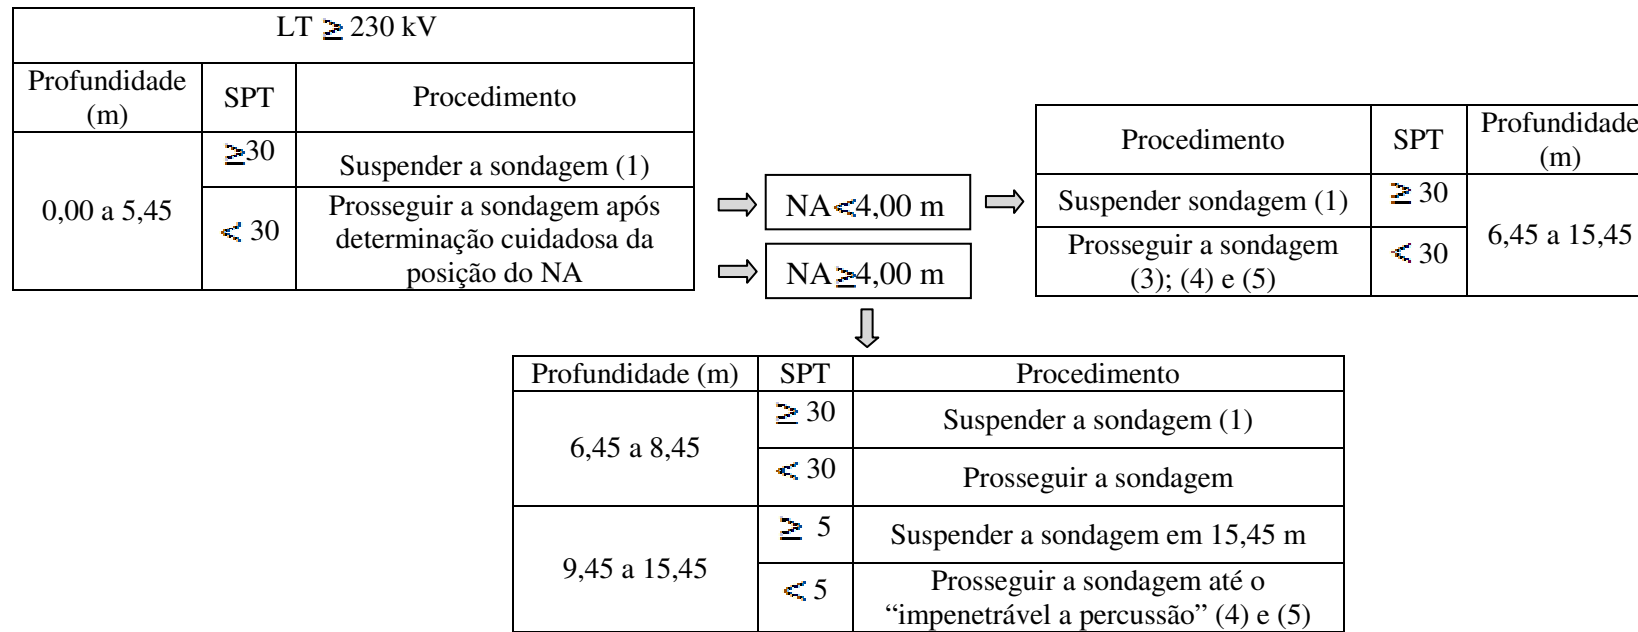 LT ≥ 230 kV
Profundidade
(m)
SPT
Procedimento
0,00 a 5,45
≥30
Suspender a sondagem (1)
< 30
Prosseguir a sondagem após
determinação cuidadosa da
posição do NA
NA<4,00 m
NA≥4,00 m
Procedimento
SPT
Profundidade
(m)
Suspender sondagem (1)
≥ 30
6,45 a 15,45
Prosseguir a sondagem
(3); (4) e (5)
< 30
Profundidade (m)
SPT
Procedimento
6,45 a 8,45
≥ 30
Suspender a sondagem (1)
< 30
Prosseguir a sondagem
9,45 a 15,45
≥ 5
Suspender a sondagem em 15,45 m
< 5
Prosseguir a sondagem até o
“impenetrável a percussão” (4) e (5)